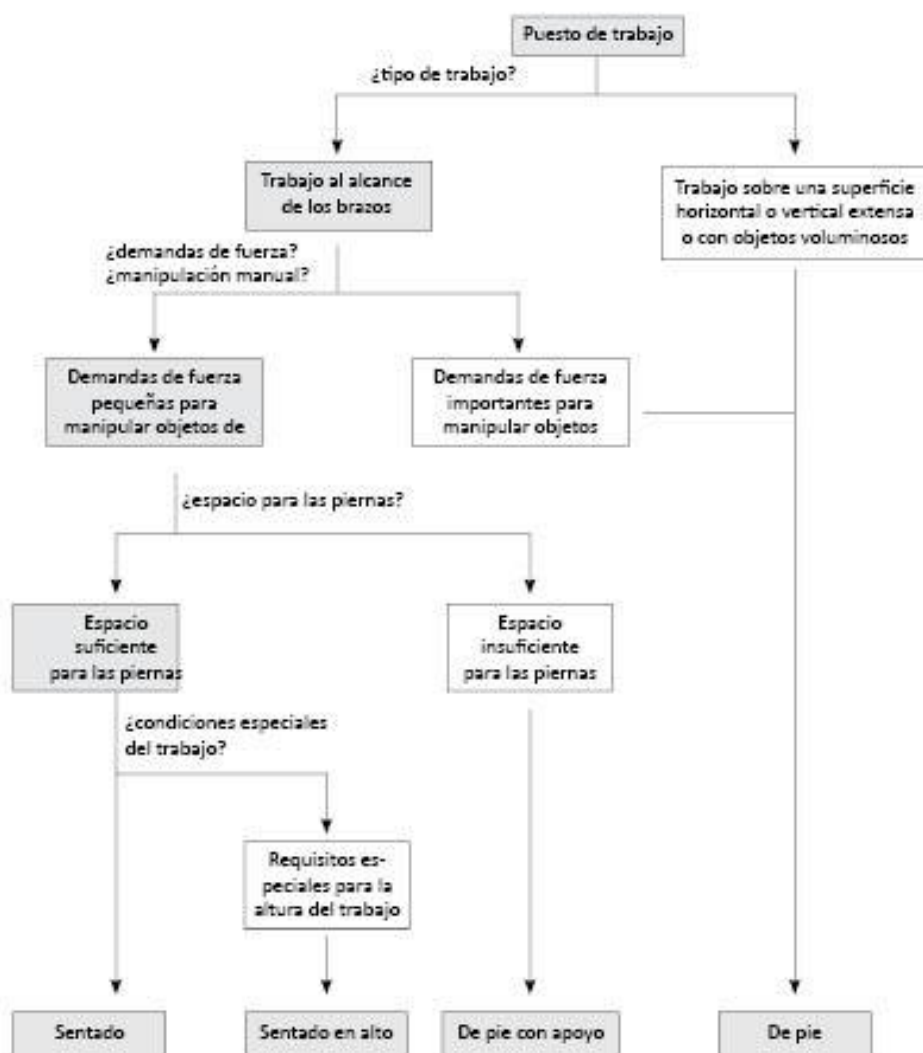 Puesto de trabajo
¿tipo de trabajo?
Trabajo al alcance
de los brazos
Trabajo sobre una superficie
horizontal o vertical extensa
o con objetos voluminosos
¿demandas de fuerza?
¿manipulación manual?
Demandas de fuerza
pequeñas para
manipular objetos de
Demandas de fuerza
importantes para
manipular objetos
¿espacio para las piernas?
Espacio
suficiente
para las piernas
Espacio
insuficiente
para las piernas
¿condiciones especiales
del trabajo?
Requisitos es-
peciales para la
altura del trabajo
Sentado
Sentado en alto
De pie con apoyo
De pie